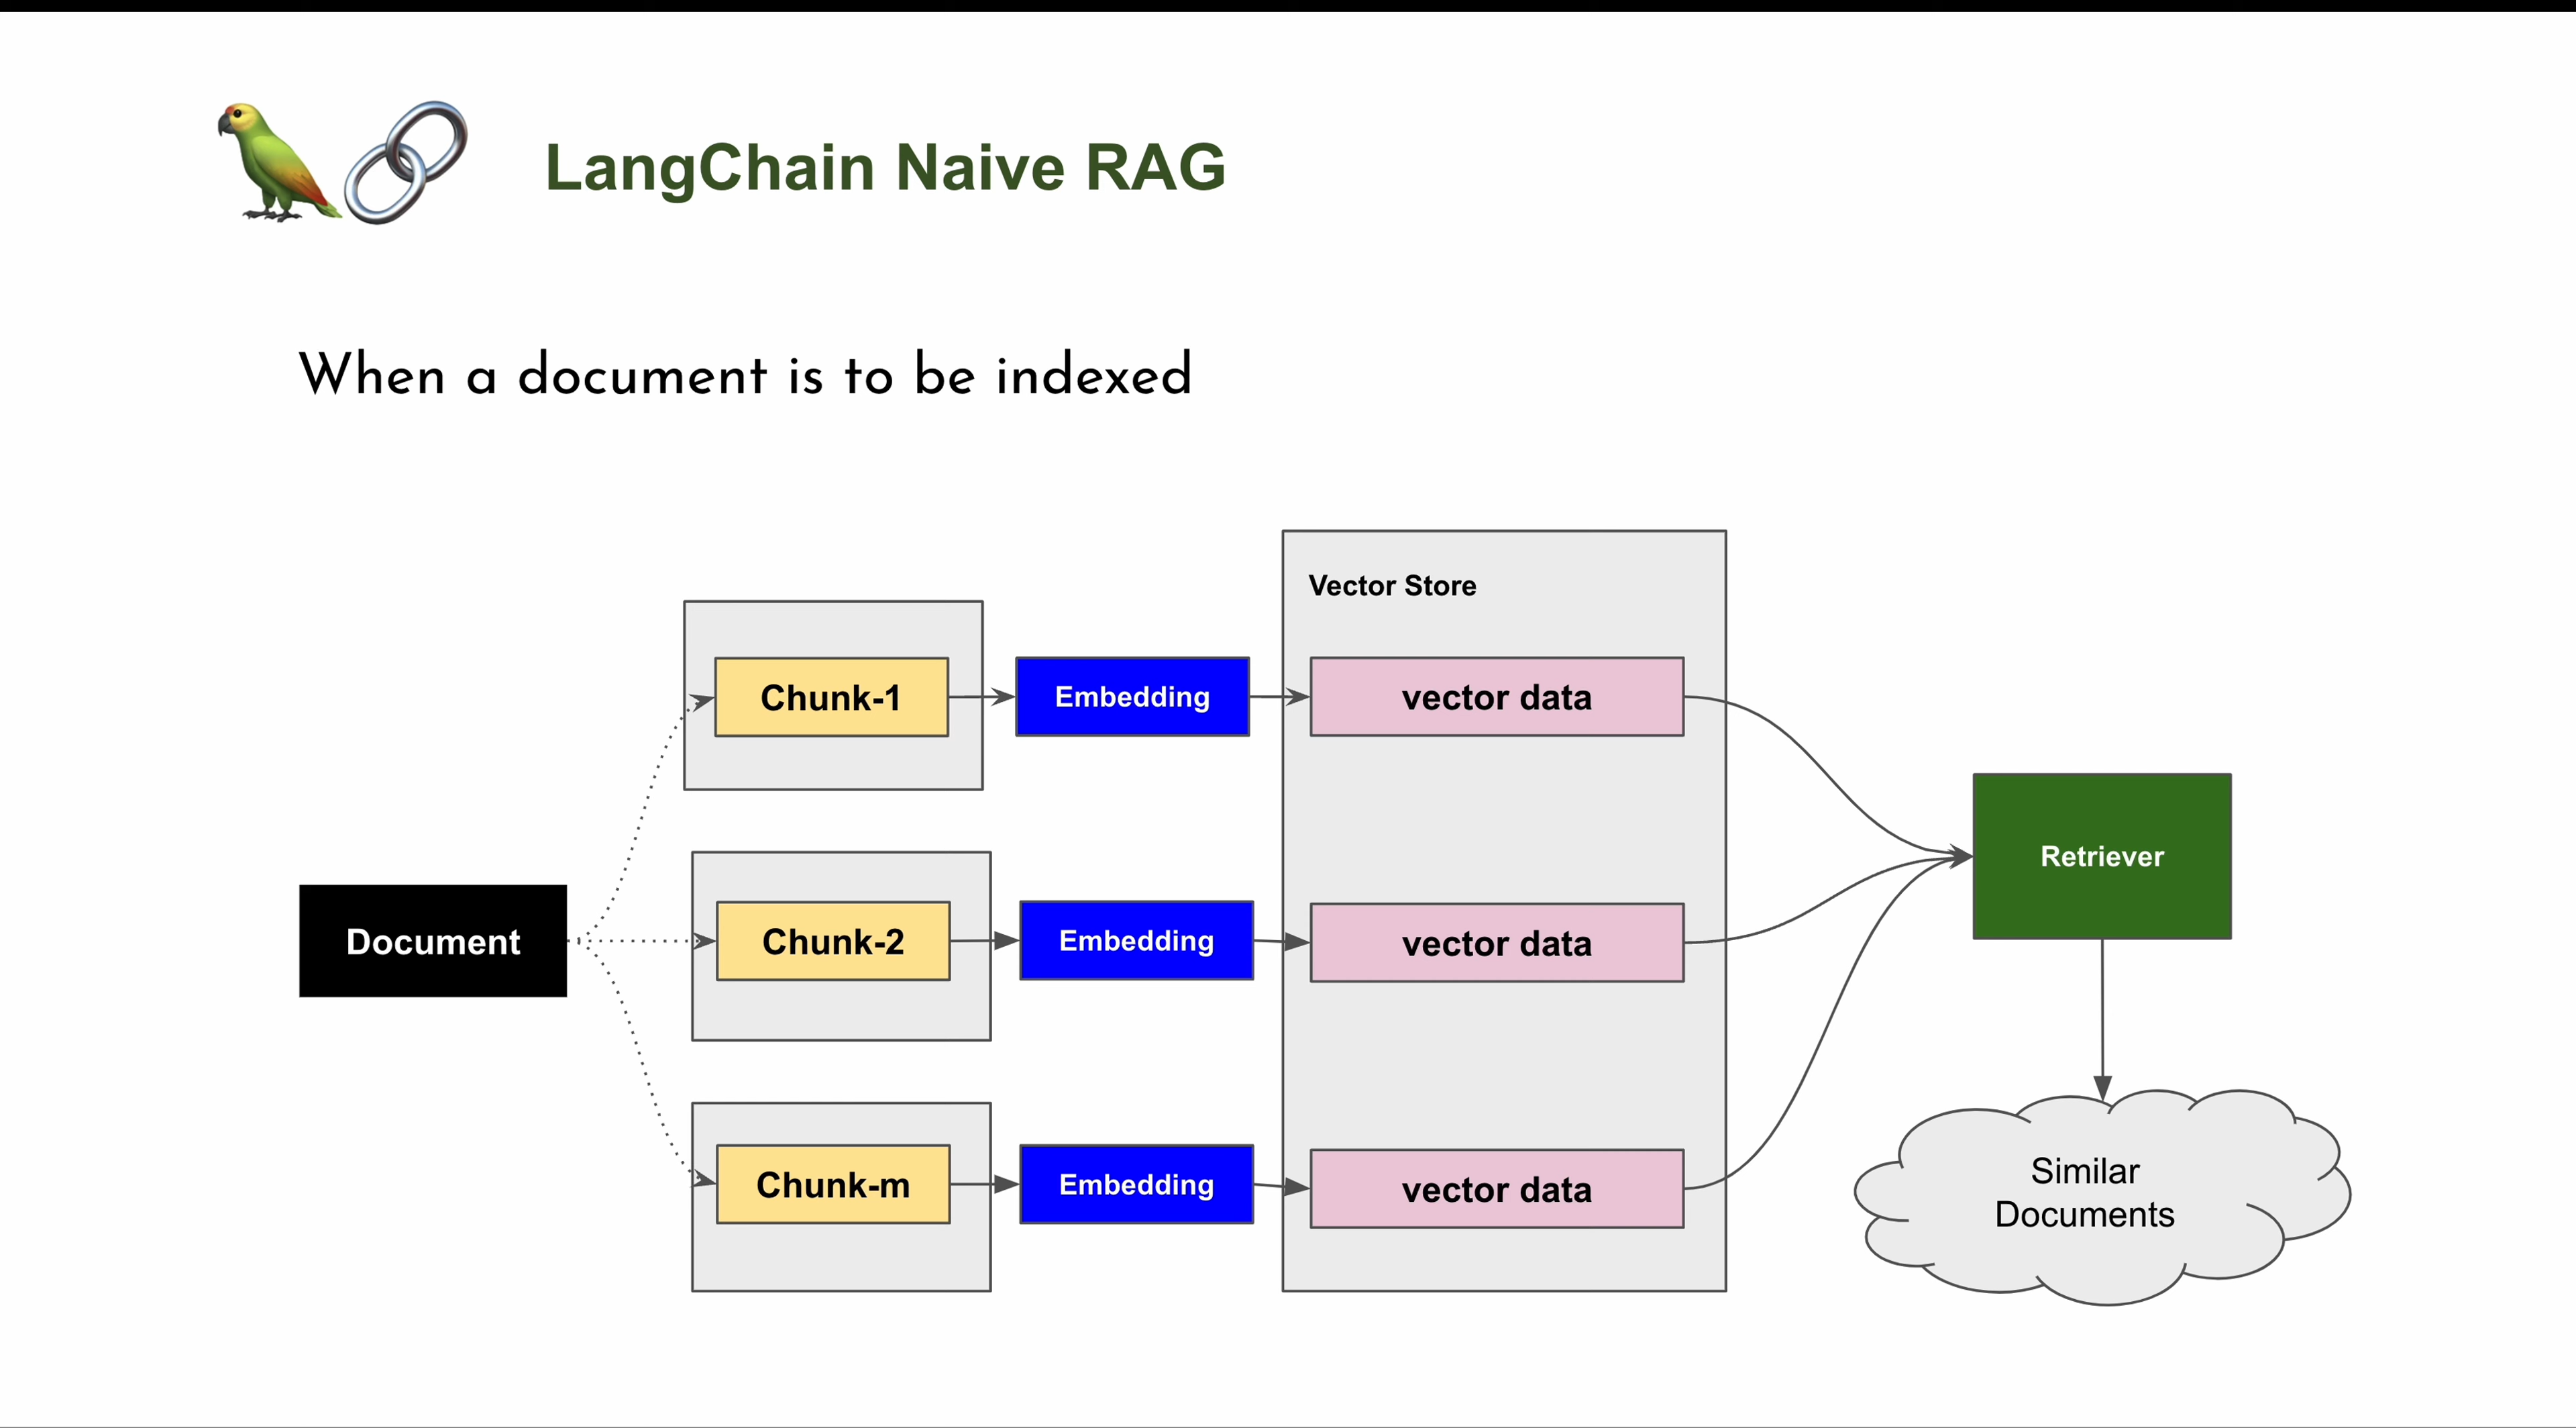 LangChain Naive RAG
When a document is to be indexed
Vector Store
Chunk-1
Embedding
vector data
Retriever
Document
Chunk-2
Embedding
vector data
Similar
Documents
Chunk-m
Embedding
vector data